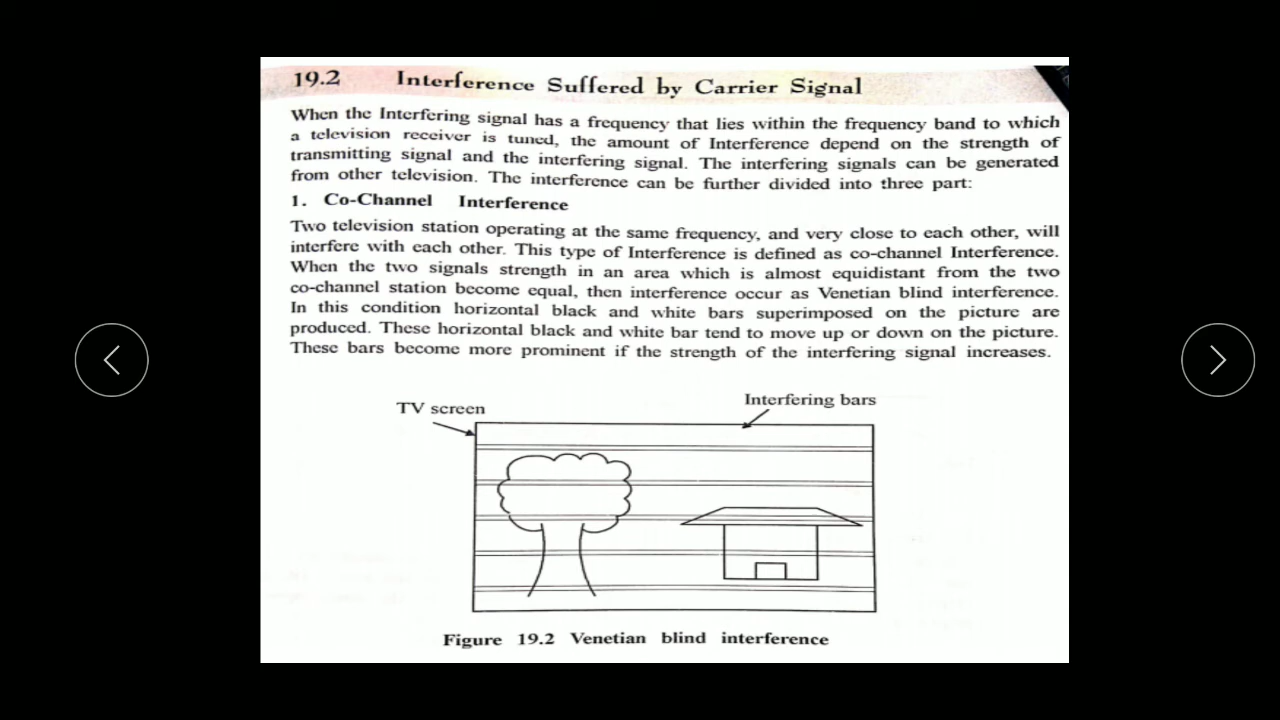 19.2 Interference Suffered by Carrier Signal
When the Interfering signal has a frequency that lies within the frequency band to which
a television receiver is tuned, the amount of Interference depend on the strength of
transmitting signal and the interfering signal. The interfering signals can be generated
from other television. The interference can be further divided into three part:
1. Co-Channel Interference
Two television station operating at the same frequency, and very close to each other, will
interfere with each other. This type of Interference is defined as co-channel Interference.
When the two signals strength in an area which is almost equidistant from the two
co-channel station become equal, then interference occur as Venetian blind interference.
In this condition horizontal black and white bars superimposed on the picture are
produced. These horizontal black and white bar tend to move up or down on the picture.
These bars become more prominent if the strength of the interfering signal increases.
TV screen
Interfering bars
Figure 19.2 Venetian blind interference